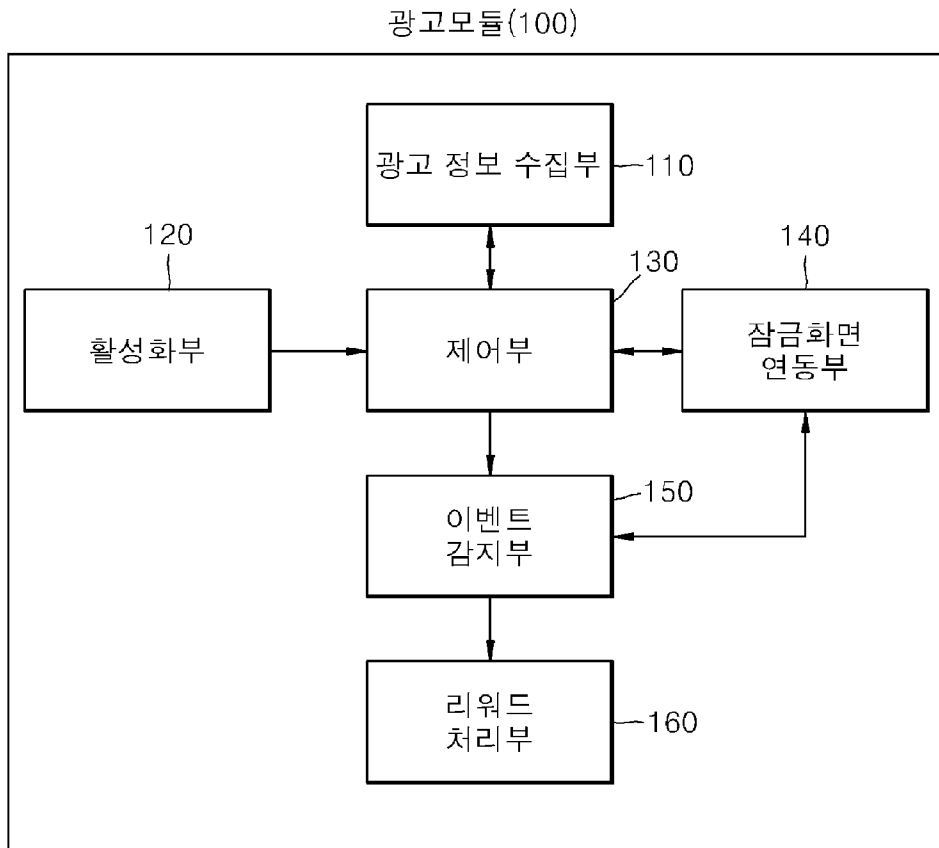 광고모듈(100)
광고 정보 수집부
110
120
활성화부
130
제어부
140
잠금화면
연동부
150
이벤트
감지부
리워드
처리부
160